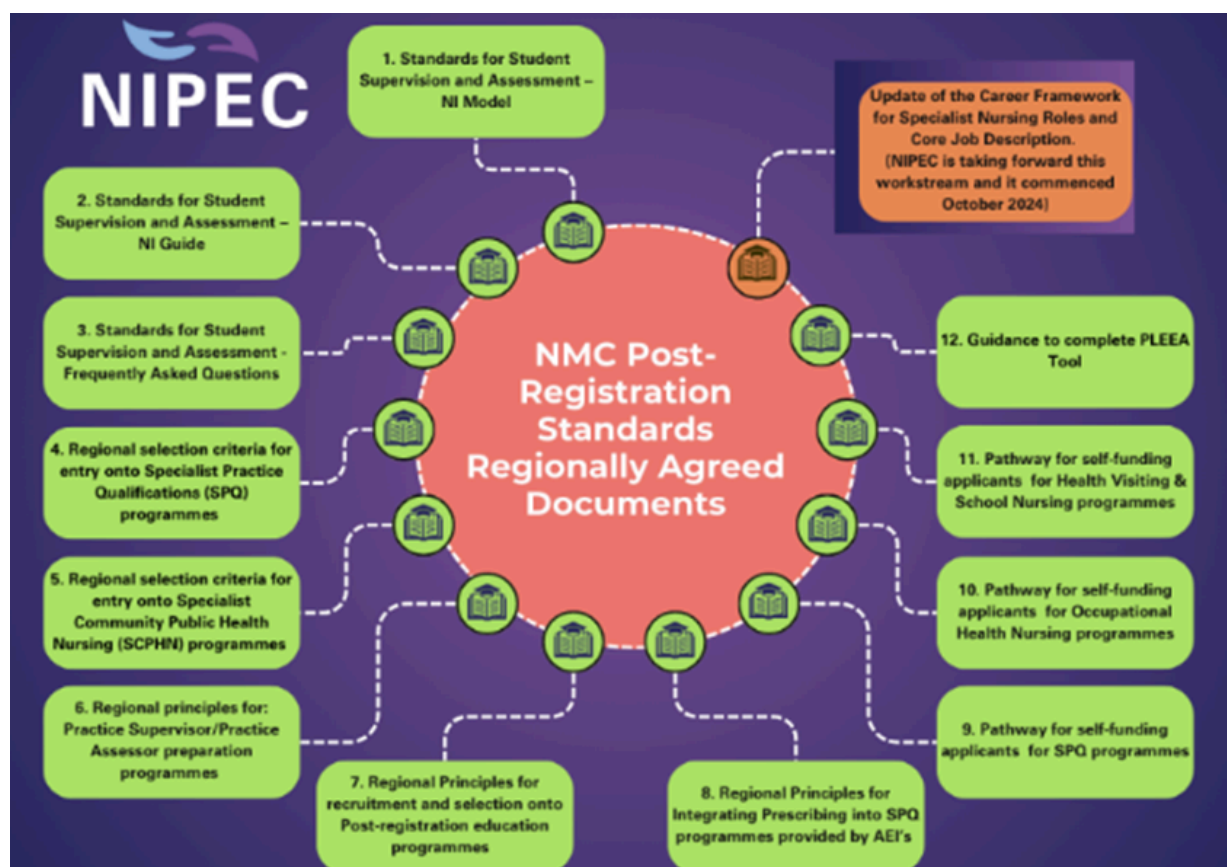 NIPEC
1. Standards for Student
Supervision and Assessment –
NI Model
Update of the Career Framework
for Specialist Nursing Roles and
Core Job Description.
(NIPEC is taking forward this
workstream and it commenced
October 2024)
2. Standards for Student
Supervision and Assessment –
NI Guide
3. Standards for Student
Supervision and Assessment -
Frequently Asked Questions
4. Regional selection criteria for
entry onto Specialist Practice
Qualifications (SPQ)
programmes
5. Regional selection criteria for
entry onto Specialist
Community Public Health
Nursing (SCPHN) programmes
6. Regional principles for:
Practice Supervisor/Practice
Assessor preparation
programmes
7. Regional Principles for
recruitment and selection onto
Post-registration education
programmes
8. Regional Principles for
Integrating Prescribing into SPQ
programmes provided by AEI's
9. Pathway for self-funding
applicants for SPQ programmes
10. Pathway for self-funding
applicants for Occupational
Health Nursing programmes
11. Pathway for self-funding
applicants for Health Visiting &
School Nursing programmes
12. Guidance to complete PLEEA
Tool
NMC Post-
Registration
Standards
Regionally Agreed
Documents